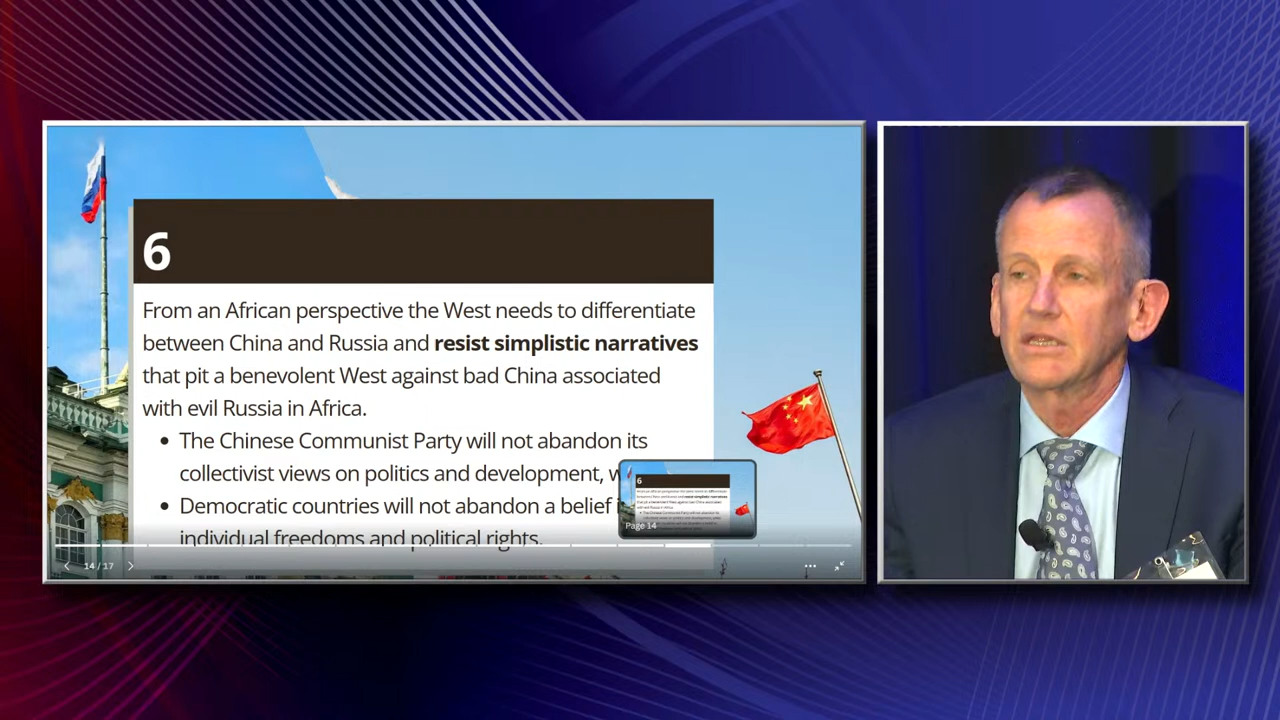 6
From an African perspective the West needs to differentiate
between China and Russia and resist simplistic narratives
that pit a benevolent West against bad China associated
with evil Russia in Africa.
• The Chinese Communist Party will not abandon its
collectivist views on politics and development,
• Democratic countries will not abandon a belief
individual freedoms and political rights.
6
Page 14
14 / 17